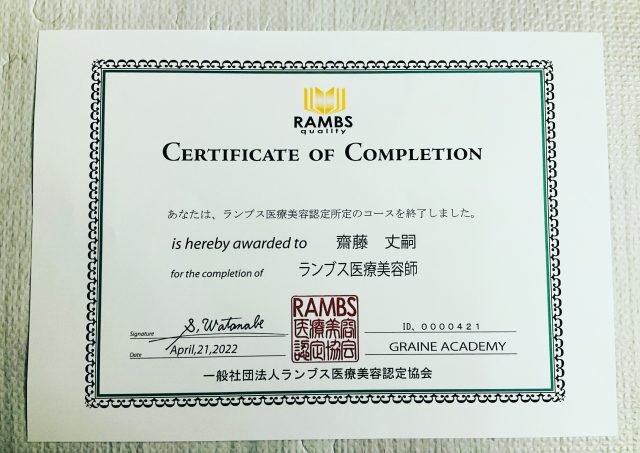 RAMBS
quality
CERTIFICATE OF COMPLETION
あなたは、ランブス医療美容認定所定のコースを終了しました。
is hereby awarded to 齋藤 丈嗣
for the completion of ランブス医療美容師
RAMBS
医療美容
認定協会
Signature S, Watanabe
ID、0000421
Date April,21,2022
GRAINE ACADEMY
一般社団法人ランブス医療美容認定協会